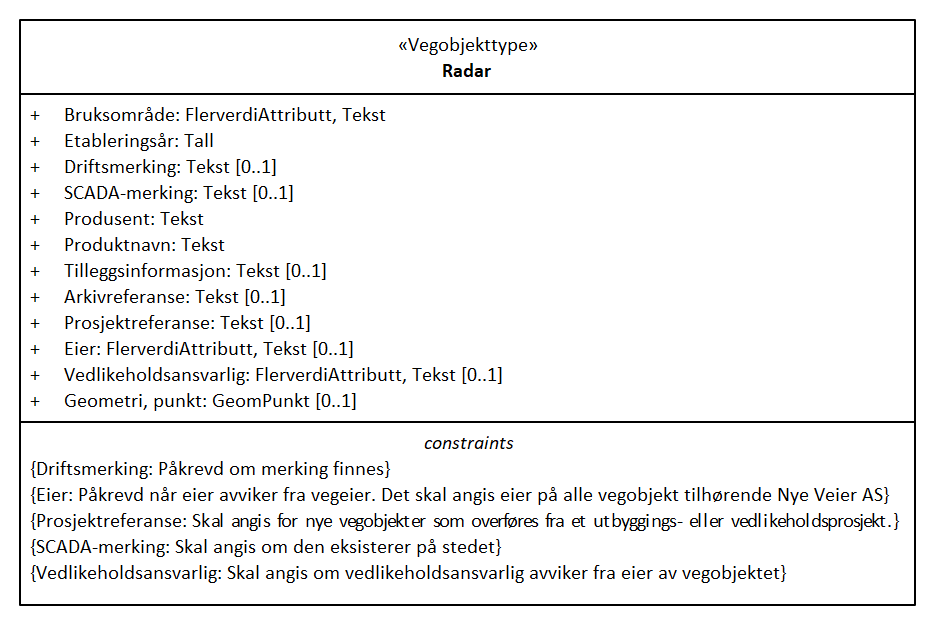 «Vegobjekttype»
Radar
+ Bruksområde: FlerverdiAttributt, Tekst
+ Etableringsår: Tall
+ Driftsmerking: Tekst [0..1]
+ SCADA-merking: Tekst [0..1]
+ Produsent: Tekst
+ Produktnavn: Tekst
+ Tilleggsinformasjon: Tekst [0..1]
+ Arkivreferanse: Tekst [0..1]
+ Prosjektreferanse: Tekst [0..1]
+ Eier: FlerverdiAttributt, Tekst [0..1]
+ Vedlikeholdsansvarlig: FlerverdiAttributt, Tekst [0..1]
+ Geometri, punkt: GeomPunkt [0..1]
constraints
{Driftsmerking: Påkrevd om merking finnes}
{Eier: Påkrevd når eier avviker fra vegeier. Det skal angis eier på alle vegobjekt tilhørende Nye Veier AS}
{Prosjektreferanse: Skal angis for nye vegobjekter som overføres fra et utbyggings- eller vedlikeholdsprosjekt.}
{SCADA-merking: Skal angis om den eksisterer på stedet}
{Vedlikeholdsansvarlig: Skal angis om vedlikeholdsansvarlig avviker fra eier av vegobjektet}